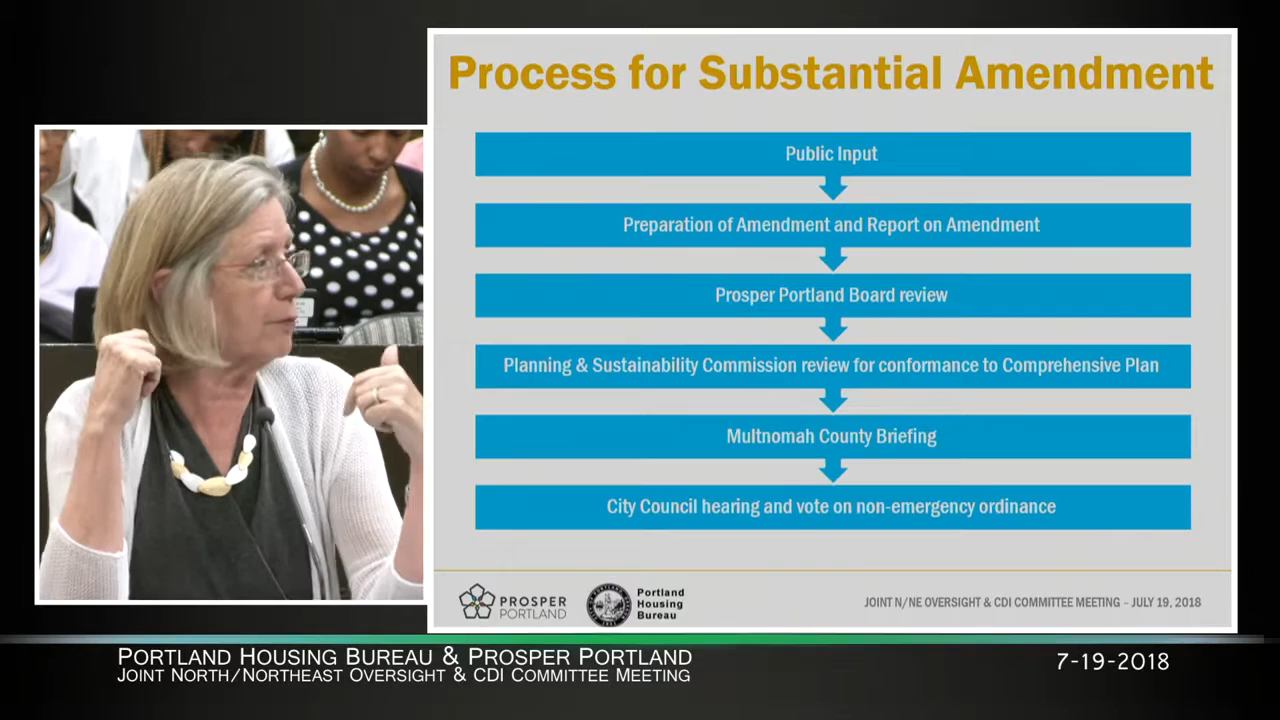 Process for Substantial Amendment
Public Input
Preparation of Amendment and Report on Amendment
Prosper Portland Board review
Planning & Sustainability Commission review for conformance to Comprehensive Plan
Multnomah County Briefing
City Council hearing and vote on non-emergency ordinance
PROSPER
PORTLAND
Portland
Housing
Bureau
JOINT N/NE OVERSIGHT & CDI COMMITTEE MEETING – JULY 19, 2018
PORTLAND HOUSING BUREAU & PROSPER PORTLAND
JOINT NORTH/NORTHEAST OVERSIGHT & CDI COMMITTEE MEETING
7-19-2018